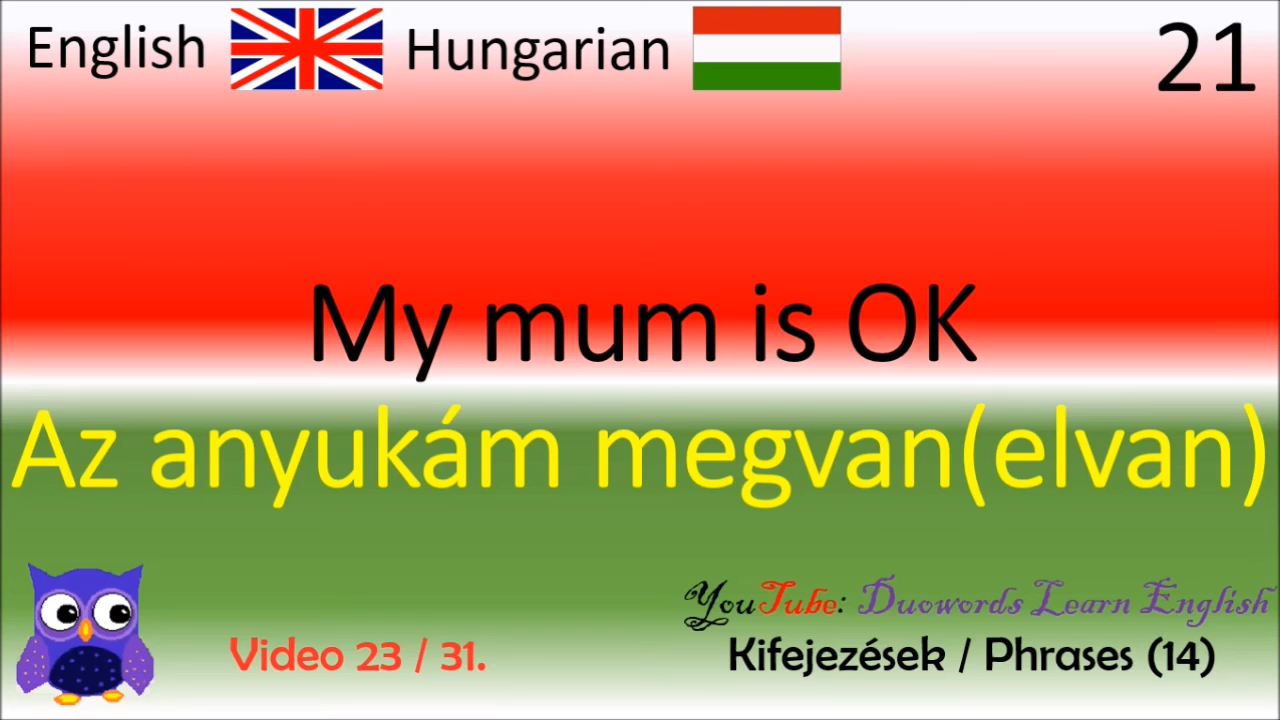 English Hungarian 21
My mum is OK
Az anyukám megvan(elvan)
YouTube: Duowords Learn English
Video 23 / 31. Kifejezések / Phrases (14)